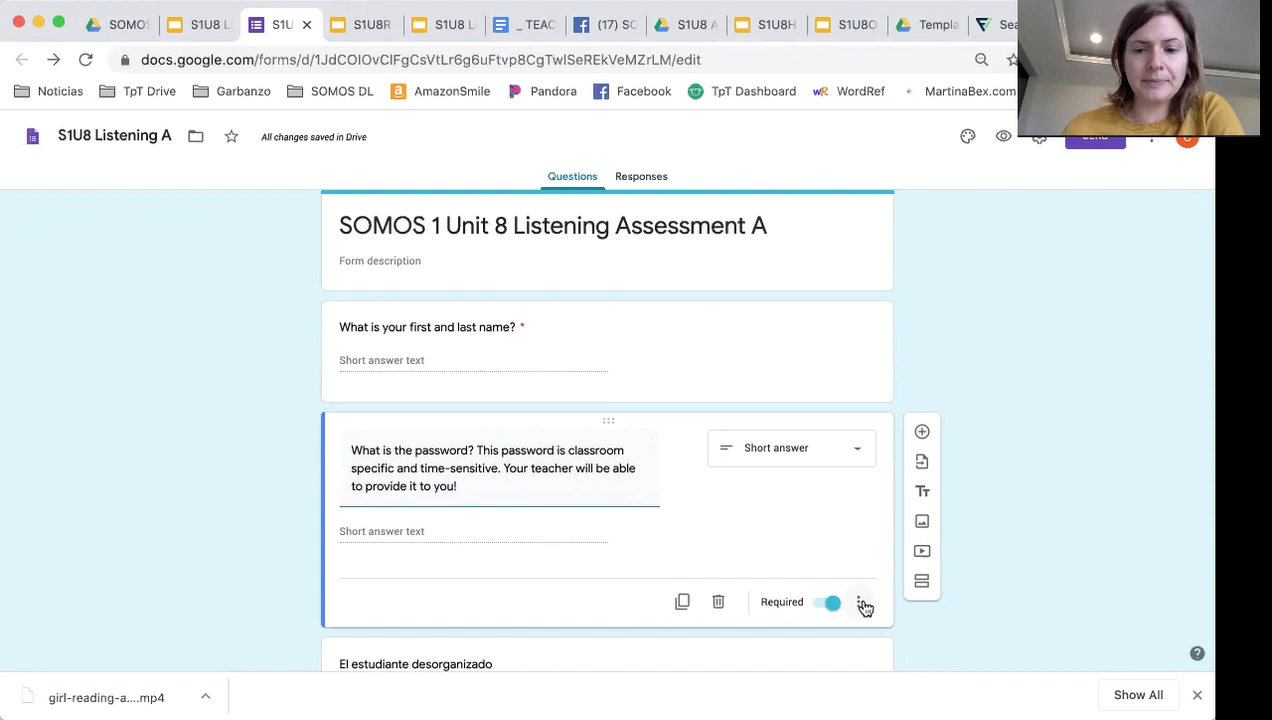 SOMOS
S1U8 L
S1U
S1U8R
S1U8 L
_ TEAC
(17) SO
S1U8 A
S1U8H
S1U8O
Templa
Sea
docs.google.com/forms/d/1JdCOIOvClFgCsVtLr6g6uFtvp8CgTwlSeREkVeMZrLM/edit
Noticias
TpT Drive
Garbanzo
SOMOS DL
AmazonSmile
Pandora
Facebook
TpT Dashboard
WordRef
MartinaBex.com
S1U8 Listening A
All changes saved in Drive
Questions
Responses
SOMOS 1 Unit 8 Listening Assessment A
Form description
What is your first and last name? *
Short answer text
What is the password? This password is classroom
specific and time-sensitive. Your teacher will be able
to provide it to you!
Short answer
Short answer text
Required
El estudiante desorganizado
girl-reading-a....mp4
Show All